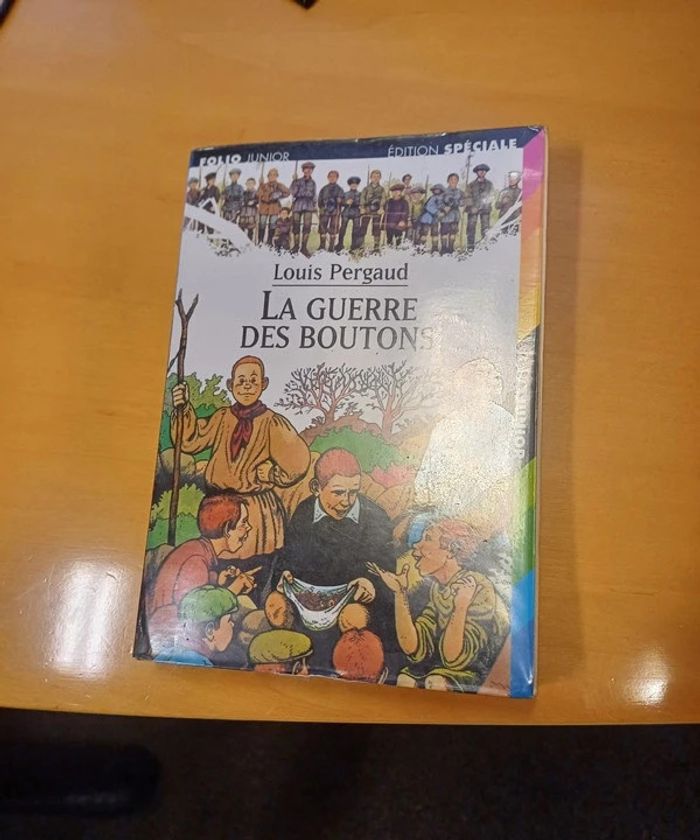 FOLIO JUNIOR
ÉDITION SPÉCIALE
Louis Pergaud
LA GUERRE
DES BOUTONS